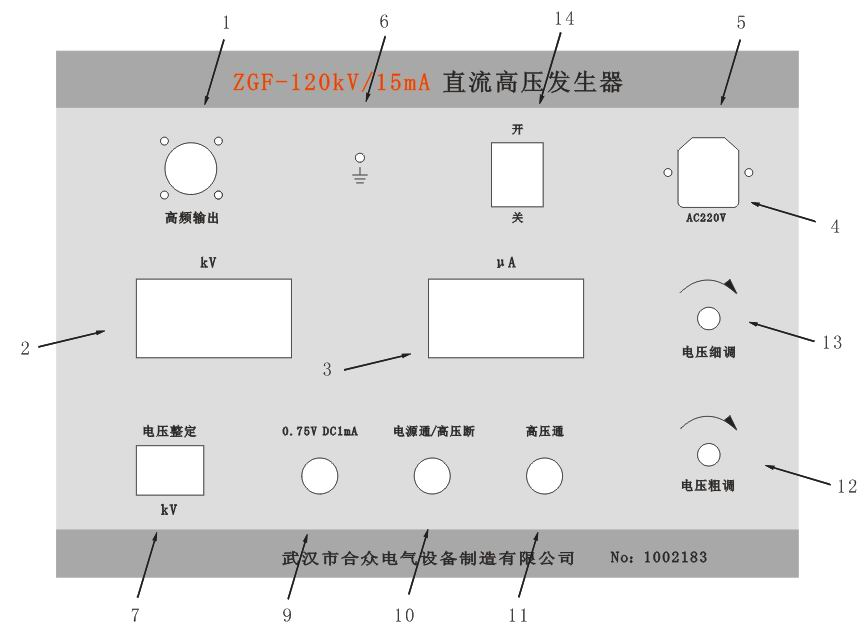 1
6
14
5
ZGF-120kV/15mA 直流高压发生器
开
高频输出
关
AC220V
4
kV
μA
2
3
13
电压细调
电压整定
0.75V DC1mA
电源通/高压断
高压通
电压粗调
12
kV
武汉市合众电气设备制造有限公司 No: 1002183
7
9
10
11